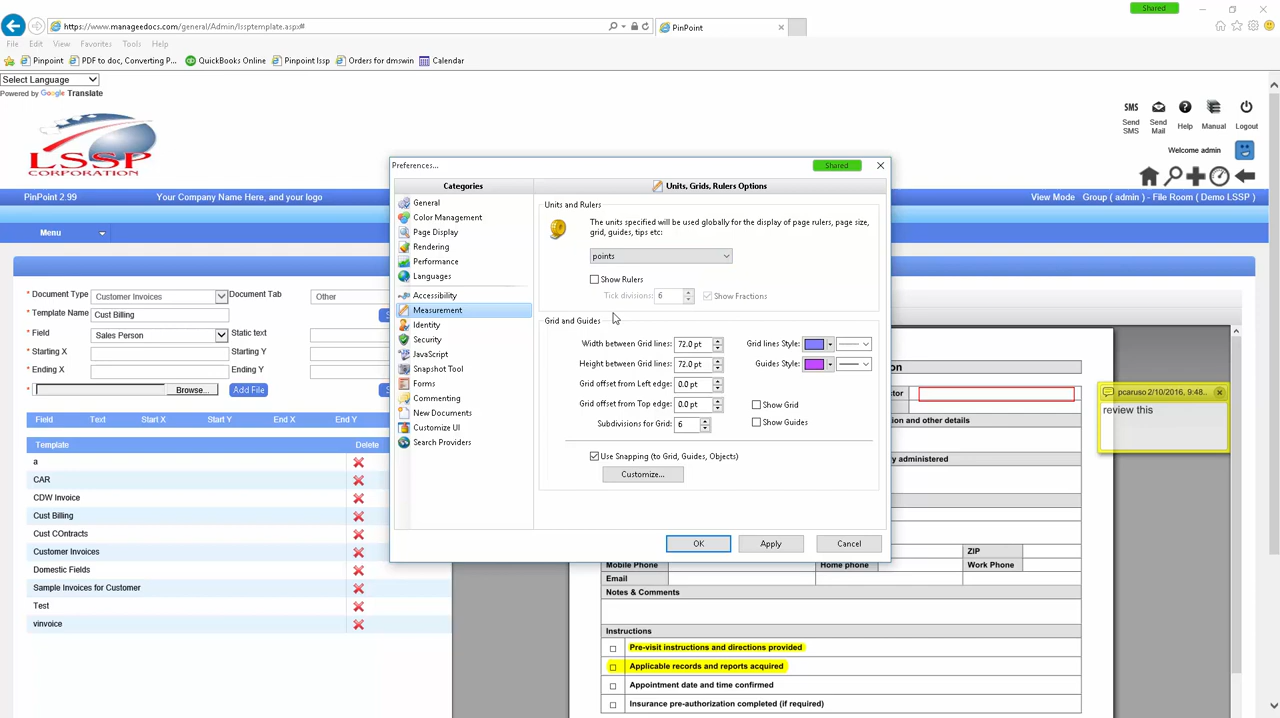 Shared
https://www.manageedocs.com/general/Admin/lssptemplate.aspx#
PinPoint
File Edit View Favorites Tools Help
Pinpoint PDF to doc, Converting P... QuickBooks Online Pinpoint lssp Orders for dmswin Calendar
Select Language
Powered by Google Translate
LSSP
CORPORATION
SMS
Send SMS
Send Mail
Help
Manual
Logout
Welcome admin
PinPoint 2.99 Your Company Name Here, and your logo View Mode Group ( admin ) - File Room ( Demo LSSP )
Menu
* Document Type Customer Invoices Document Tab Other
* Template Name Cust Billing
* Field Sales Person Static text
* Starting X Starting Y
* Ending X Ending Y
* Browse... Add File
Field Text Start X Start Y End X End Y
Template Delete
a
CAR
CDW Invoice
Cust Billing
Cust COntracts
Customer Invoices
Domestic Fields
Sample Invoices for Customer
Test
vinvoice
Preferences... Shared
Categories
General
Color Management
Page Display
Rendering
Performance
Languages
Accessibility
Measurement
Identity
Security
JavaScript
Snapshot Tool
Forms
Commenting
New Documents
Customize UI
Search Providers
Units, Grids, Rulers Options
Units and Rulers
The units specified will be used globally for the display of page rulers, page size,
grid, guides, tips etc:
points
Show Rulers
Tick divisions: 6 Show Fractions
Grid and Guides
Width between Grid lines: 72.0 pt Grid lines Style:
Height between Grid lines: 72.0 pt Guides Style:
Grid offset from Left edge: 0.0 pt
Grid offset from Top edge: 0.0 pt Show Grid
Subdivisions for Grid: 6 Show Guides
Use Snapping (to Grid, Guides, Objects)
Customize...
OK Apply Cancel
on
tor
ion and other details
y administered
pcaruso 2/10/2016, 9:48..
review this
ZIP
Mobile Phone Home phone Work Phone
Email
Notes & Comments
Instructions
Pre-visit instructions and directions provided
Applicable records and reports acquired
Appointment date and time confirmed
Insurance pre-authorization completed (if required)